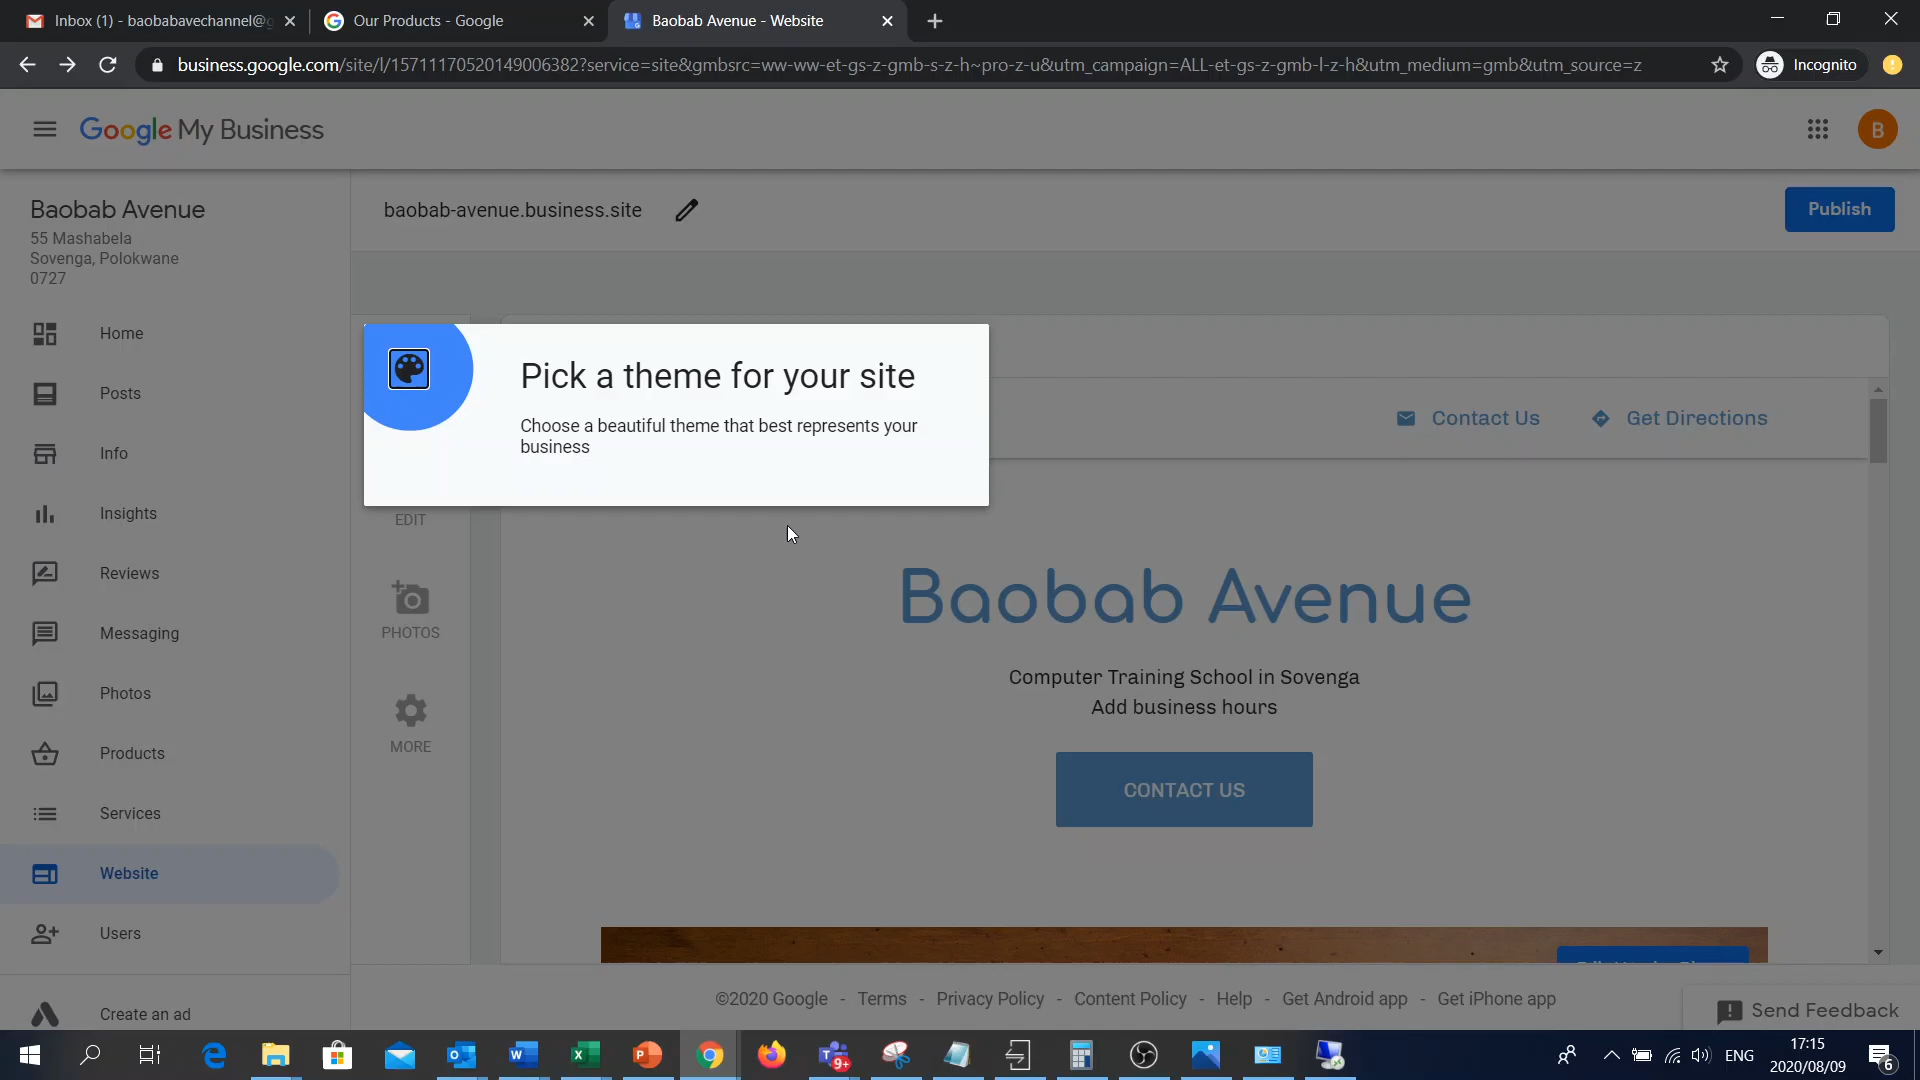 Inbox (1) - baobabavechannel@g
Our Products - Google
Baobab Avenue - Website
business.google.com/site/l/15711170520149006382?service=site&gmbsrc=ww-ww-et-gs-z-gmb-s-z-h~pro-z-u&utm_campaign=ALL-et-gs-z-gmb-l-z-h&utm_medium=gmb&utm_source=z
Incognito
Google My Business
B
Baobab Avenue
55 Mashabela
Sovenga, Polokwane
0727
baobab-avenue.business.site
Publish
Home
Posts
Info
Insights
Reviews
Messaging
Photos
Products
Services
Website
Users
Create an ad
Pick a theme for your site
Choose a beautiful theme that best represents your
business
EDIT
PHOTOS
MORE
Contact Us
Get Directions
Baobab Avenue
Computer Training School in Sovenga
Add business hours
CONTACT US
©2020 Google - Terms - Privacy Policy - Content Policy - Help - Get Android app - Get iPhone app
Send Feedback
9+
ENG
17:15
2020/08/09
6